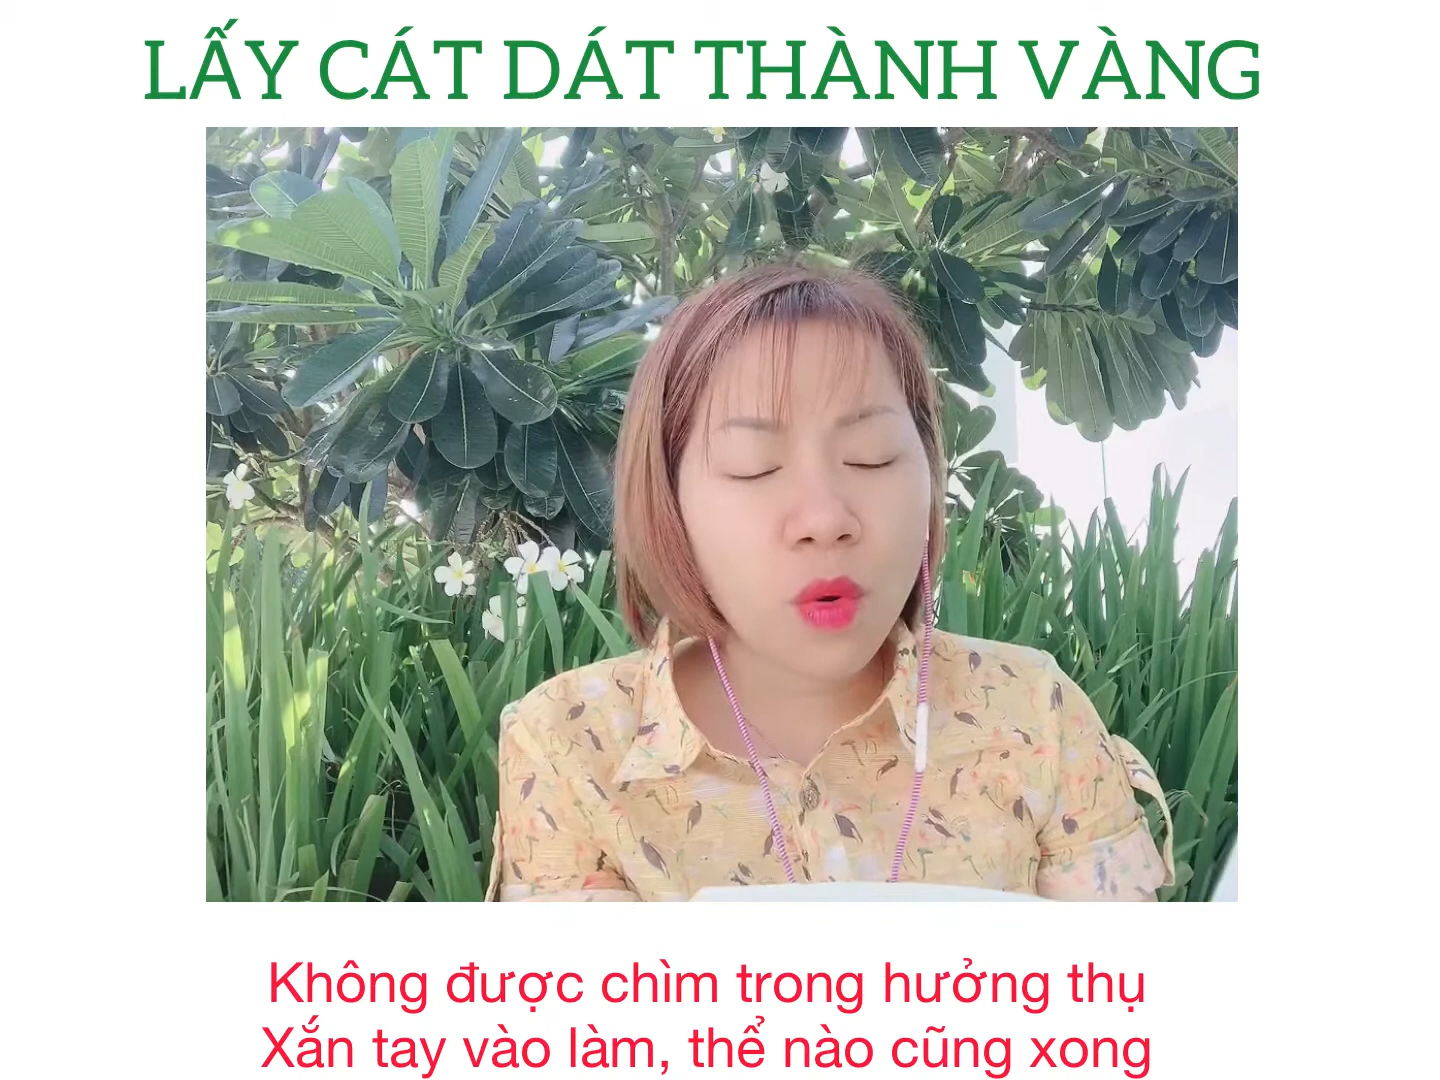 LẤY CÁT DÁT THÀNH VÀNG
Không được chìm trong hưởng thụ
Xắn tay vào làm, thể nào cũng xong